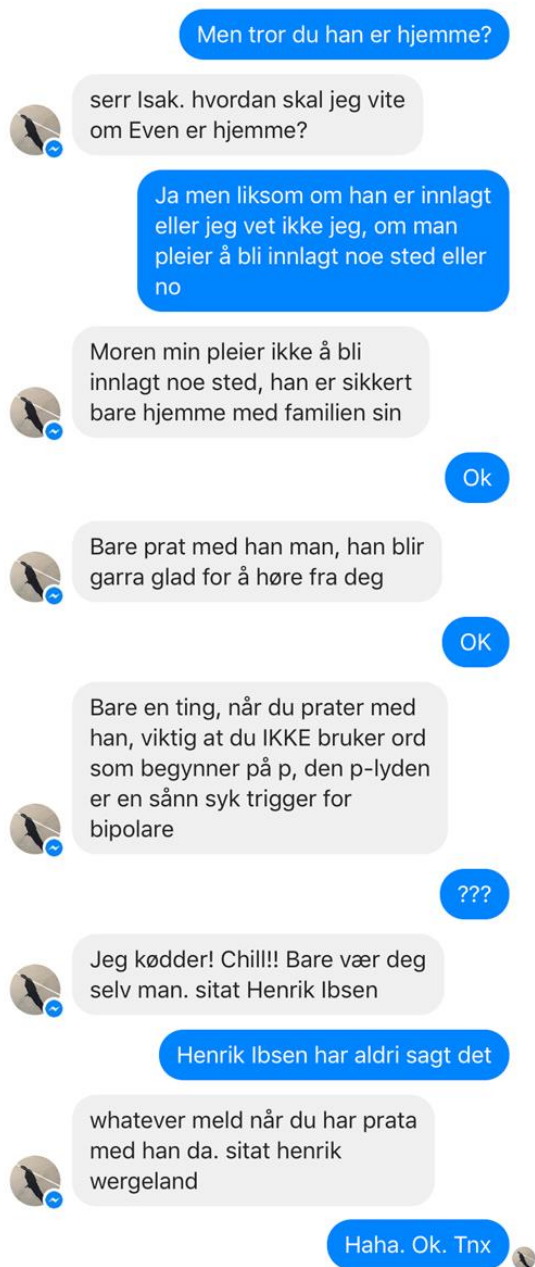 Men tror du han er hjemme?
serr Isak. hvordan skal jeg vite
om Even er hjemme?
Ja men liksom om han er innlagt
eller jeg vet ikke jeg, om man
pleier å bli innlagt noe sted eller
no
Moren min pleier ikke å bli
innlagt noe sted, han er sikkert
bare hjemme med familien sin
Ok
Bare prat med han man, han blir
garra glad for å høre fra deg
OK
Bare en ting, når du prater med
han, viktig at du IKKE bruker ord
som begynner på p, den p-lyden
er en sånn syk trigger for
bipolare
???
Jeg kødder! Chill!! Bare vær deg
selv man. sitat Henrik Ibsen
Henrik Ibsen har aldri sagt det
whatever meld når du har prata
med han da. sitat henrik
wergeland
Haha. Ok. Tnx